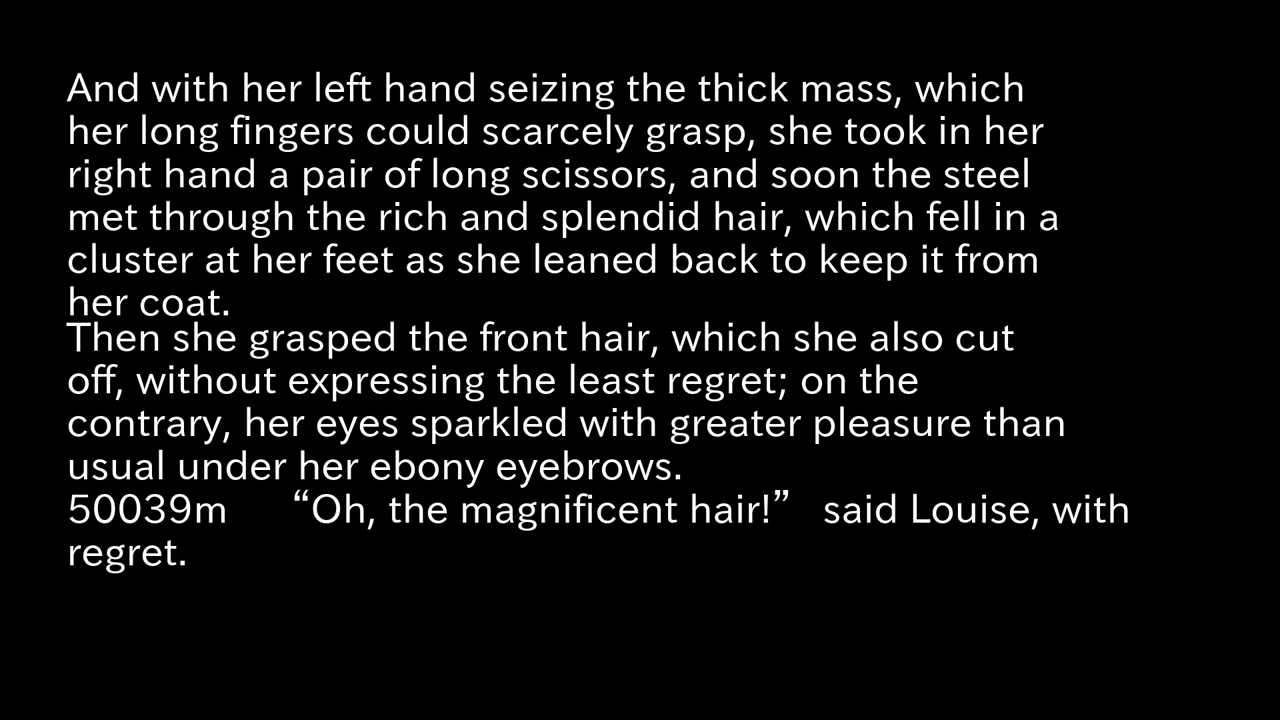 And with her left hand seizing the thick mass, which
her long fingers could scarcely grasp, she took in her
right hand a pair of long scissors, and soon the steel
met through the rich and splendid hair, which fell in a
cluster at her feet as she leaned back to keep it from
her coat.
Then she grasped the front hair, which she also cut
off, without expressing the least regret; on the
contrary, her eyes sparkled with greater pleasure than
usual under her ebony eyebrows.
50039m “Oh, the magnificent hair!” said Louise, with
regret.